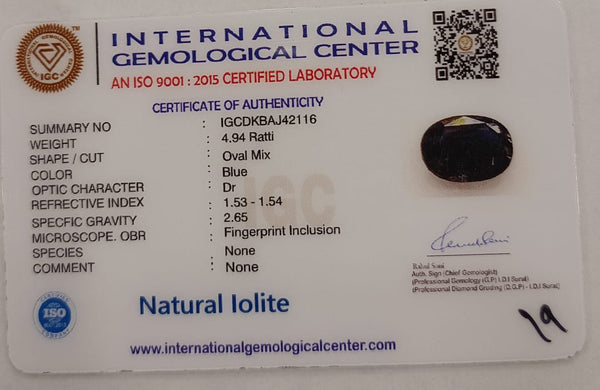 INTERNATIONAL
GEMOLOGICAL CENTER
AN ISO 9001 : 2015 CERTIFIED LABORATORY
IGC
CERTIFICATE OF AUTHENTICITY
SUMMARY NO : IGCDKBAJ42116
WEIGHT : 4.94 Ratti
SHAPE / CUT : Oval Mix
COLOR : Blue
OPTIC CHARACTER : Dr
REFRACTIVE INDEX : 1.53 - 1.54
SPECFIC GRAVITY : 2.65
MICROSCOPE. OBR : Fingerprint Inclusion
SPECIES : None
COMMENT : None
IGC
Rahul Soni
Auth. Sign (Chief Gemologist)
(Professional Gemology (G.P) I.D.I Surat)
(Professional Diamond Grading (D.G.P) - I.D.I Surat)
ISO
Natural Iolite
19
www.internationalgemologicalcenter.com